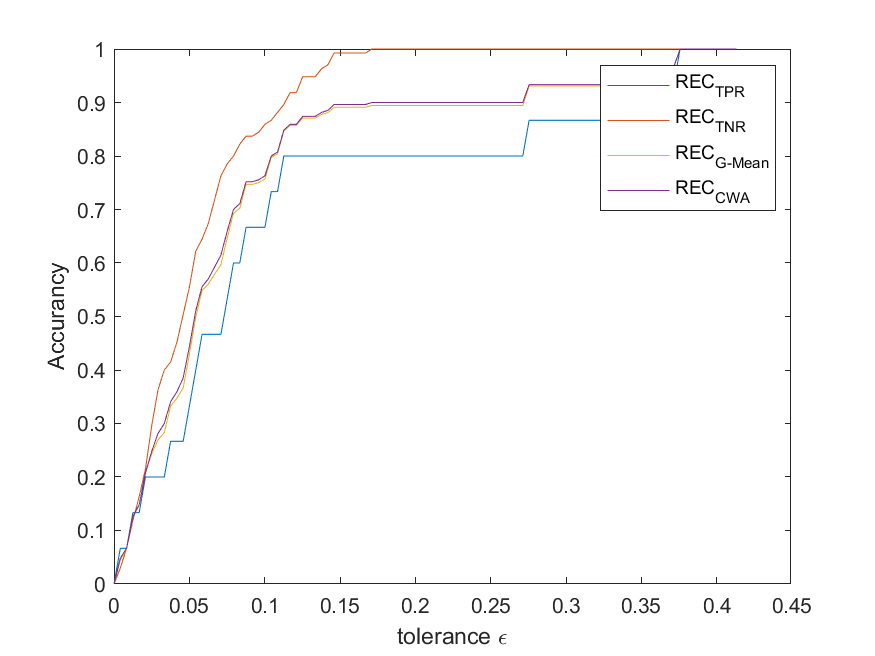 1
0.9
0.8
0.7
0.6
0.5
0.4
0.3
0.2
0.1
0
Accurancy
0 0.05 0.1 0.15 0.2 0.25 0.3 0.35 0.4 0.45
tolerance ϵ
REC_TPR
REC_TNR
REC_G-Mean
REC_CWA